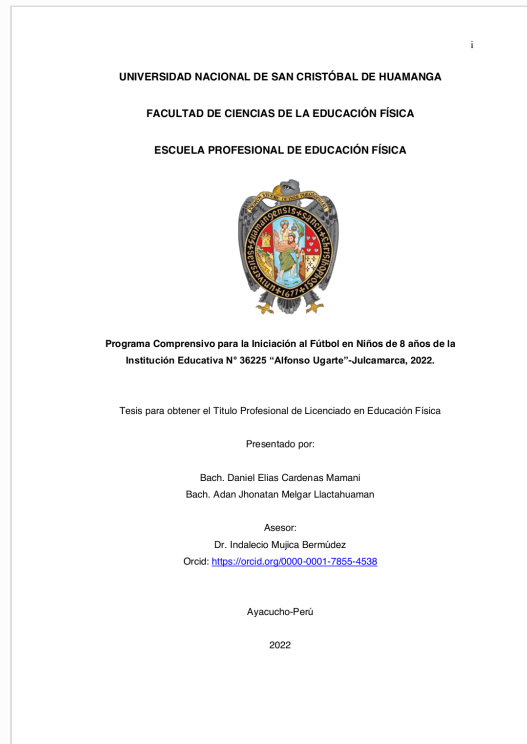 i
UNIVERSIDAD NACIONAL DE SAN CRISTÓBAL DE HUAMANGA
FACULTAD DE CIENCIAS DE LA EDUCACIÓN FÍSICA
ESCUELA PROFESIONAL DE EDUCACIÓN FÍSICA
1677
Programa Comprensivo para la Iniciación al Fútbol en Niños de 8 años de la
Institución Educativa N° 36225 “Alfonso Ugarte”-Julcamarca, 2022.
Tesis para obtener el Título Profesional de Licenciado en Educación Física
Presentado por:
Bach. Daniel Elias Cardenas Mamani
Bach. Adan Jhonatan Melgar Llactahuaman
Asesor:
Dr. Indalecio Mujica Bermúdez
Orcid: https://orcid.org/0000-0001-7855-4538
Ayacucho-Perú
2022